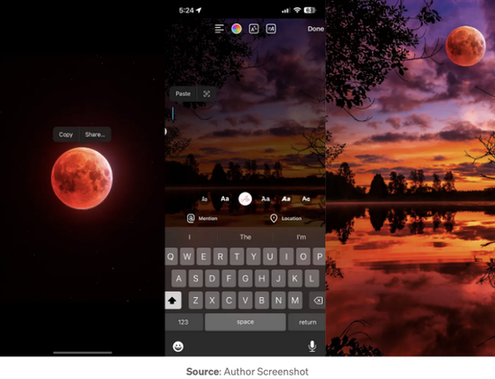 5:24
Done
Copy
Share...
Paste
Aa
Aa
Aa
Aa
Mention
Location
I
The
I'm
Q W E R T Y U I O P
A S D F G H J K L
Z X C V B N M
123
space
return
Source: Author Screenshot